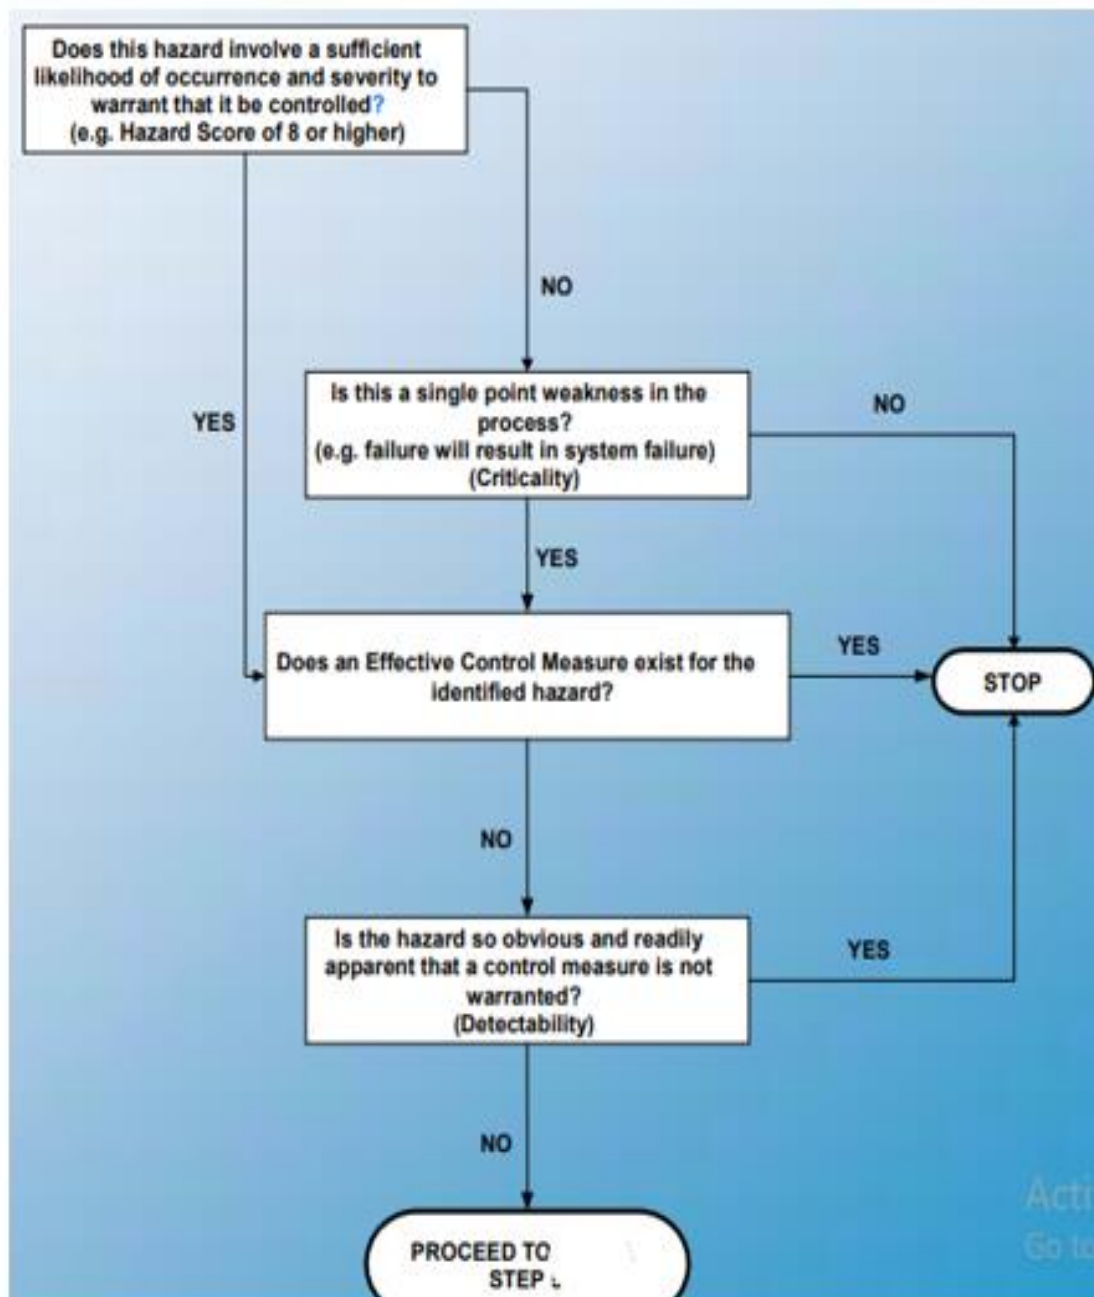 Does this hazard involve a sufficient
likelihood of occurrence and severity to
warrant that it be controlled?
(e.g. Hazard Score of 8 or higher)
NO
Is this a single point weakness in the
process?
(e.g. failure will result in system failure)
(Criticality)
NO
YES
YES
Does an Effective Control Measure exist for the
identified hazard?
YES
STOP
NO
Is the hazard so obvious and readily
apparent that a control measure is not
warranted?
(Detectability)
YES
NO
PROCEED TO
STEP
Acti
Go to